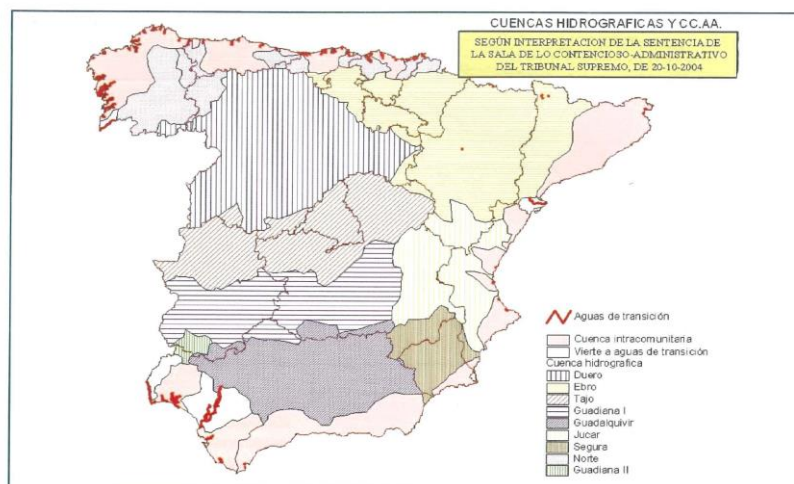 CUENCAS HIDROGRAFICAS Y CC.AA.
SEGÚN INTERPRETACION DE LA SENTENCIA DE
LA SALA DE LO CONTENCIOSO-ADMINISTRATIVO
DEL TRIBUNAL SUPREMO, DE 20-10-2004
Aguas de transición
Cuenca intracomunitaria
Vierte a aguas de transición
Cuenca hidrografica
Duero
Ebro
Tajo
Guadiana I
Guadalquivir
Jucar
Segura
Norte
Guadiana II